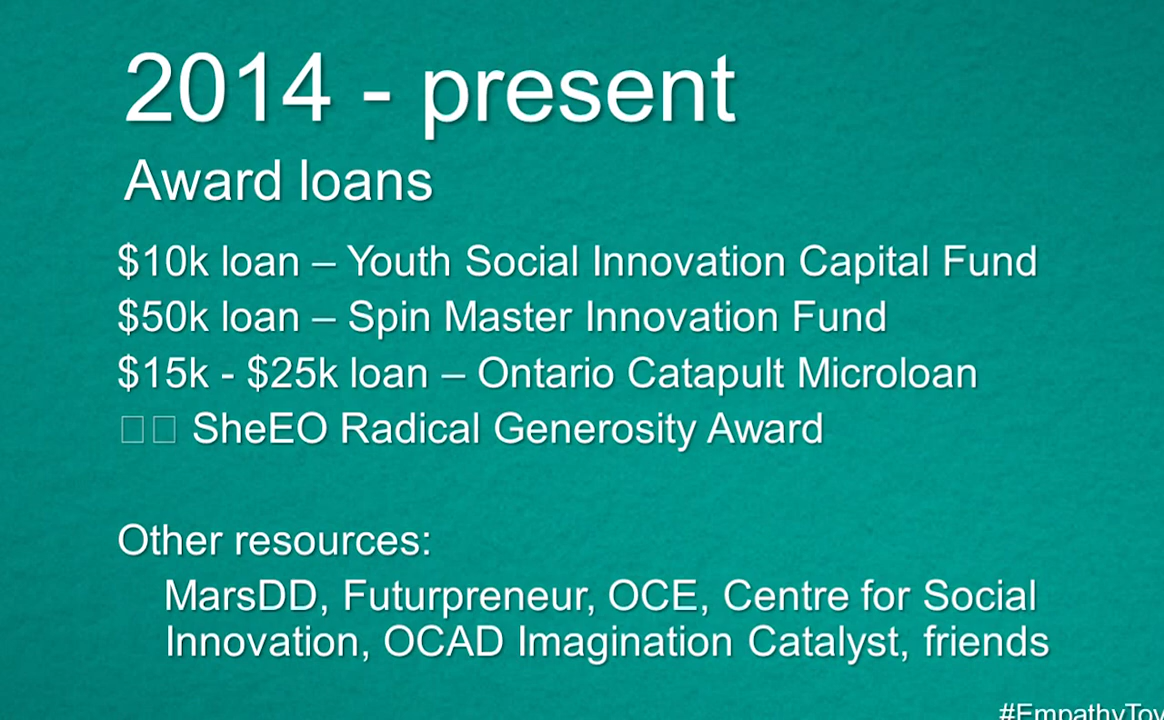 2014 - present
Award loans
$10k loan – Youth Social Innovation Capital Fund
$50k loan – Spin Master Innovation Fund
$15k - $25k loan – Ontario Catapult Microloan
SheEO Radical Generosity Award
Other resources:
MarsDD, Futurpreneur, OCE, Centre for Social
Innovation, OCAD Imagination Catalyst, friends
#EmpathyToy